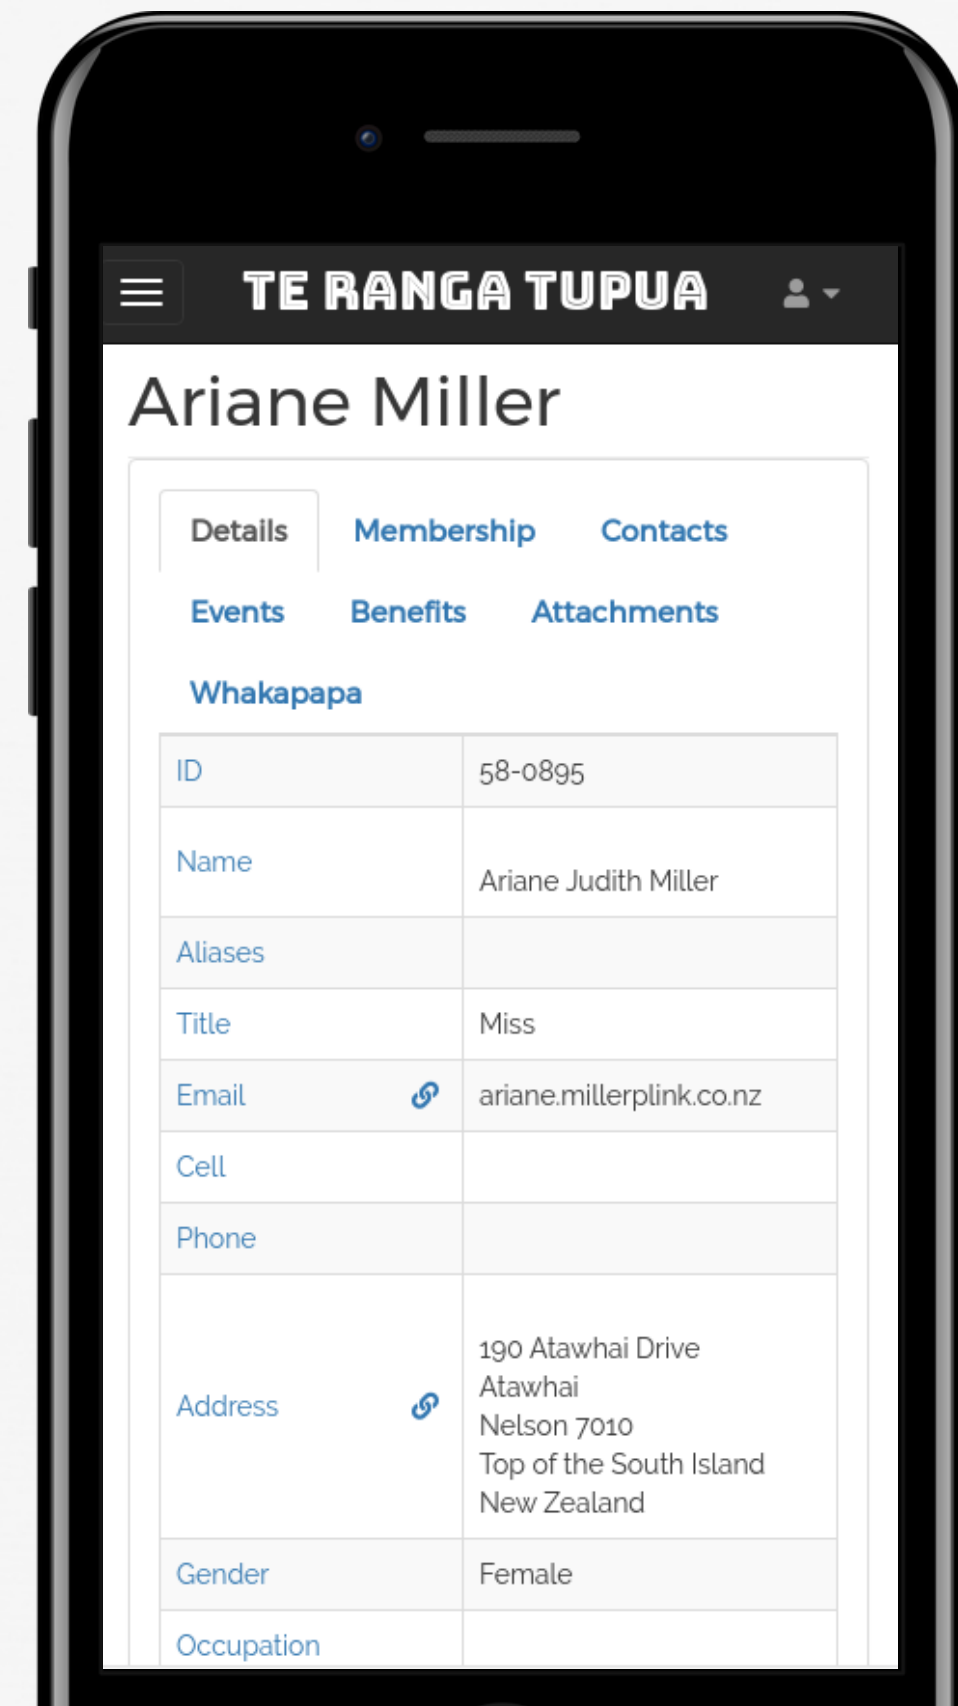 TE RANGA TUPUA
Ariane Miller
Details Membership Contacts
Events Benefits Attachments
Whakapapa
ID 58-0895
Name Ariane Judith Miller
Aliases
Title Miss
Email ariane.millerplink.co.nz
Cell
Phone
Address
190 Atawhai Drive
Atawhai
Nelson 7010
Top of the South Island
New Zealand
Gender Female
Occupation